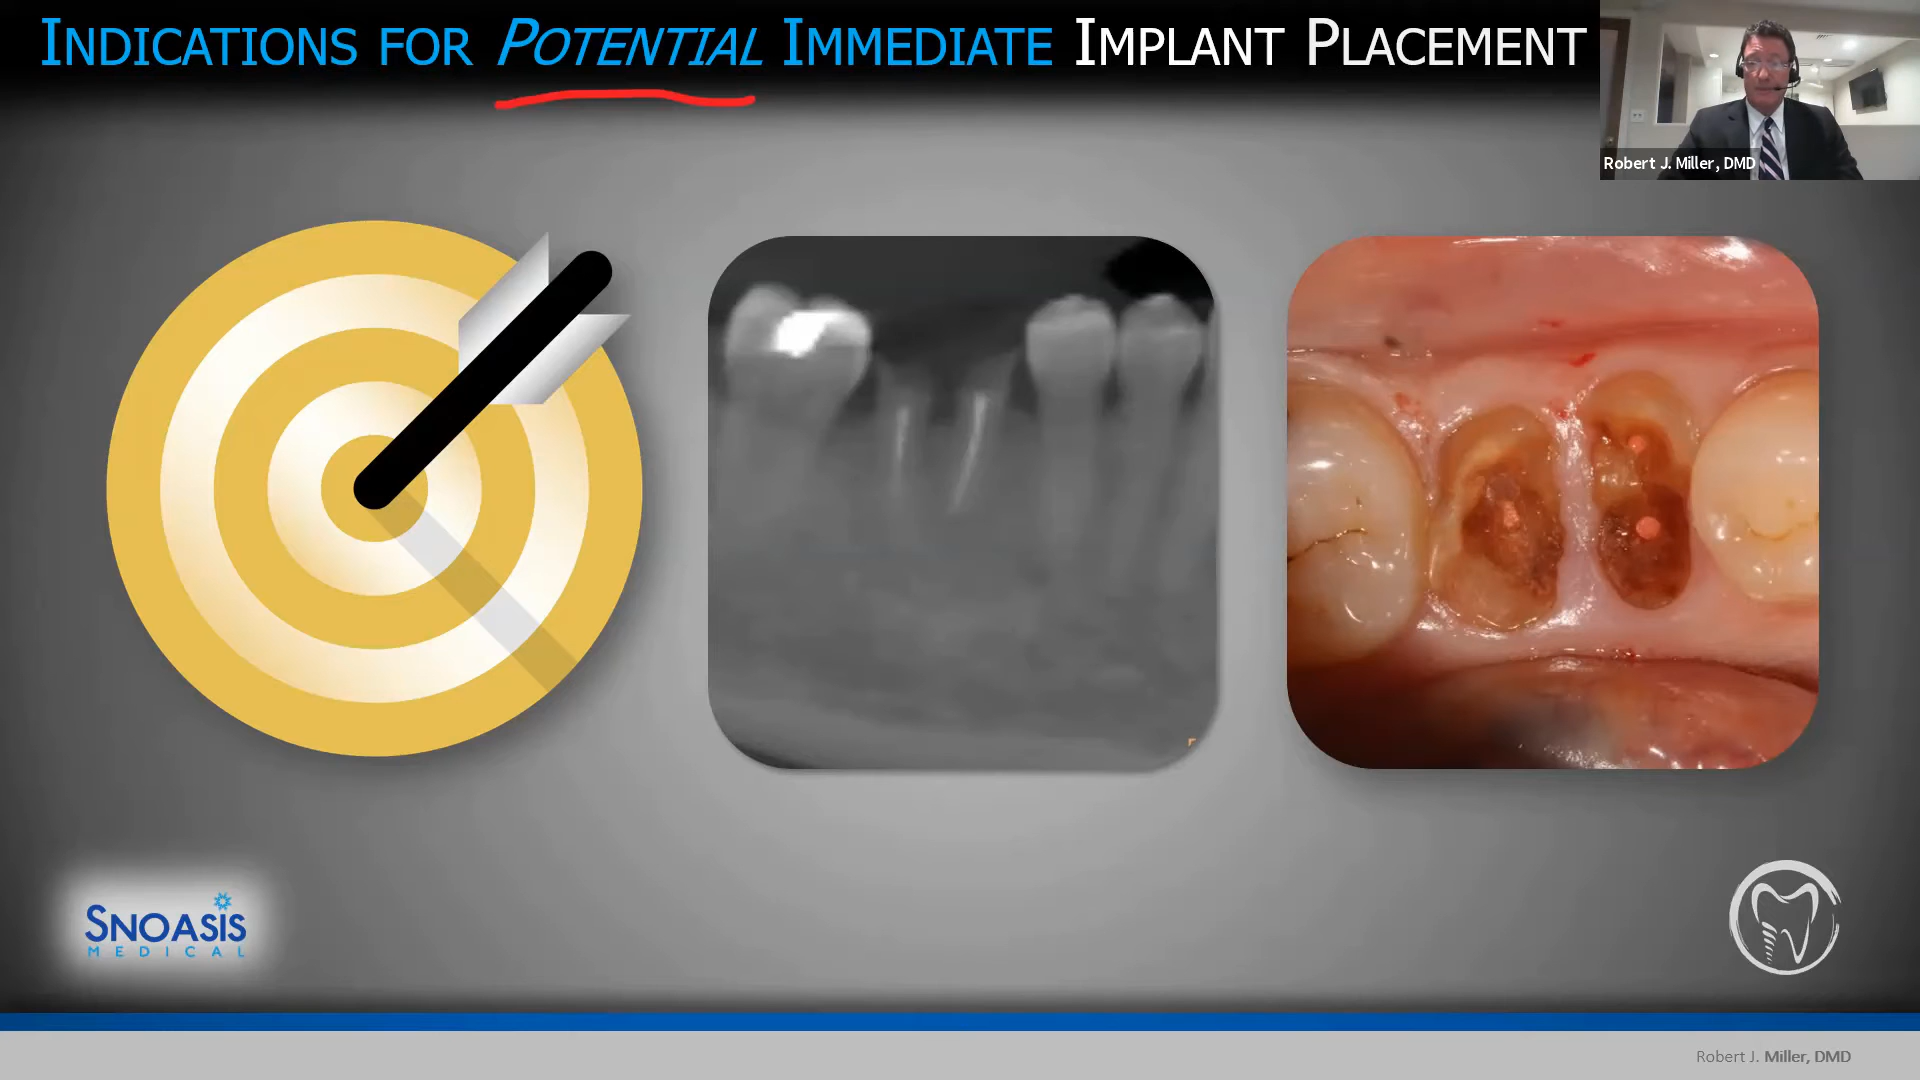 INDICATIONS FOR POTENTIAL IMMEDIATE IMPLANT PLACEMENT
Robert J. Miller, DMD
SNOASIS
MEDICAL
Robert J. Miller, DMD